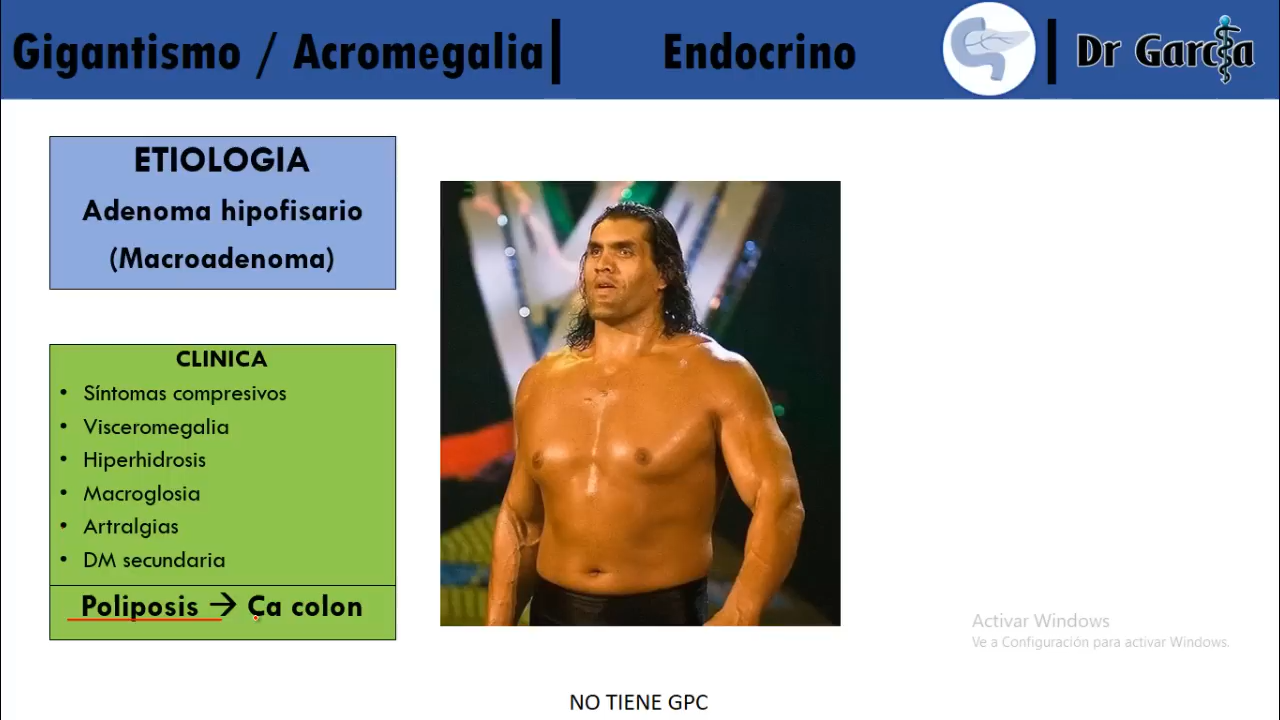 Gigantismo / Acromegalia| Endocrino | Dr García
ETIOLOGIA
Adenoma hipofisario
(Macroadenoma)
CLINICA
• Síntomas compresivos
• Visceromegalia
• Hiperhidrosis
• Macroglosia
• Artralgias
• DM secundaria
Poliposis → Ca colon
Activar Windows
Ve a Configuración para activar Windows.
NO TIENE GPC